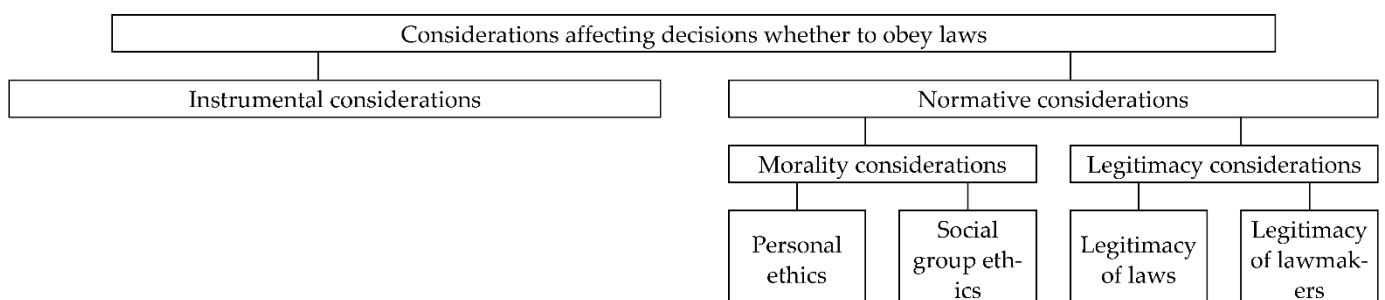 Considerations affecting decisions whether to obey laws
Instrumental considerations
Normative considerations
Morality considerations
Legitimacy considerations
Personal
ethics
Social
group eth-
ics
Legitimacy
of laws
Legitimacy
of lawmak-
ers